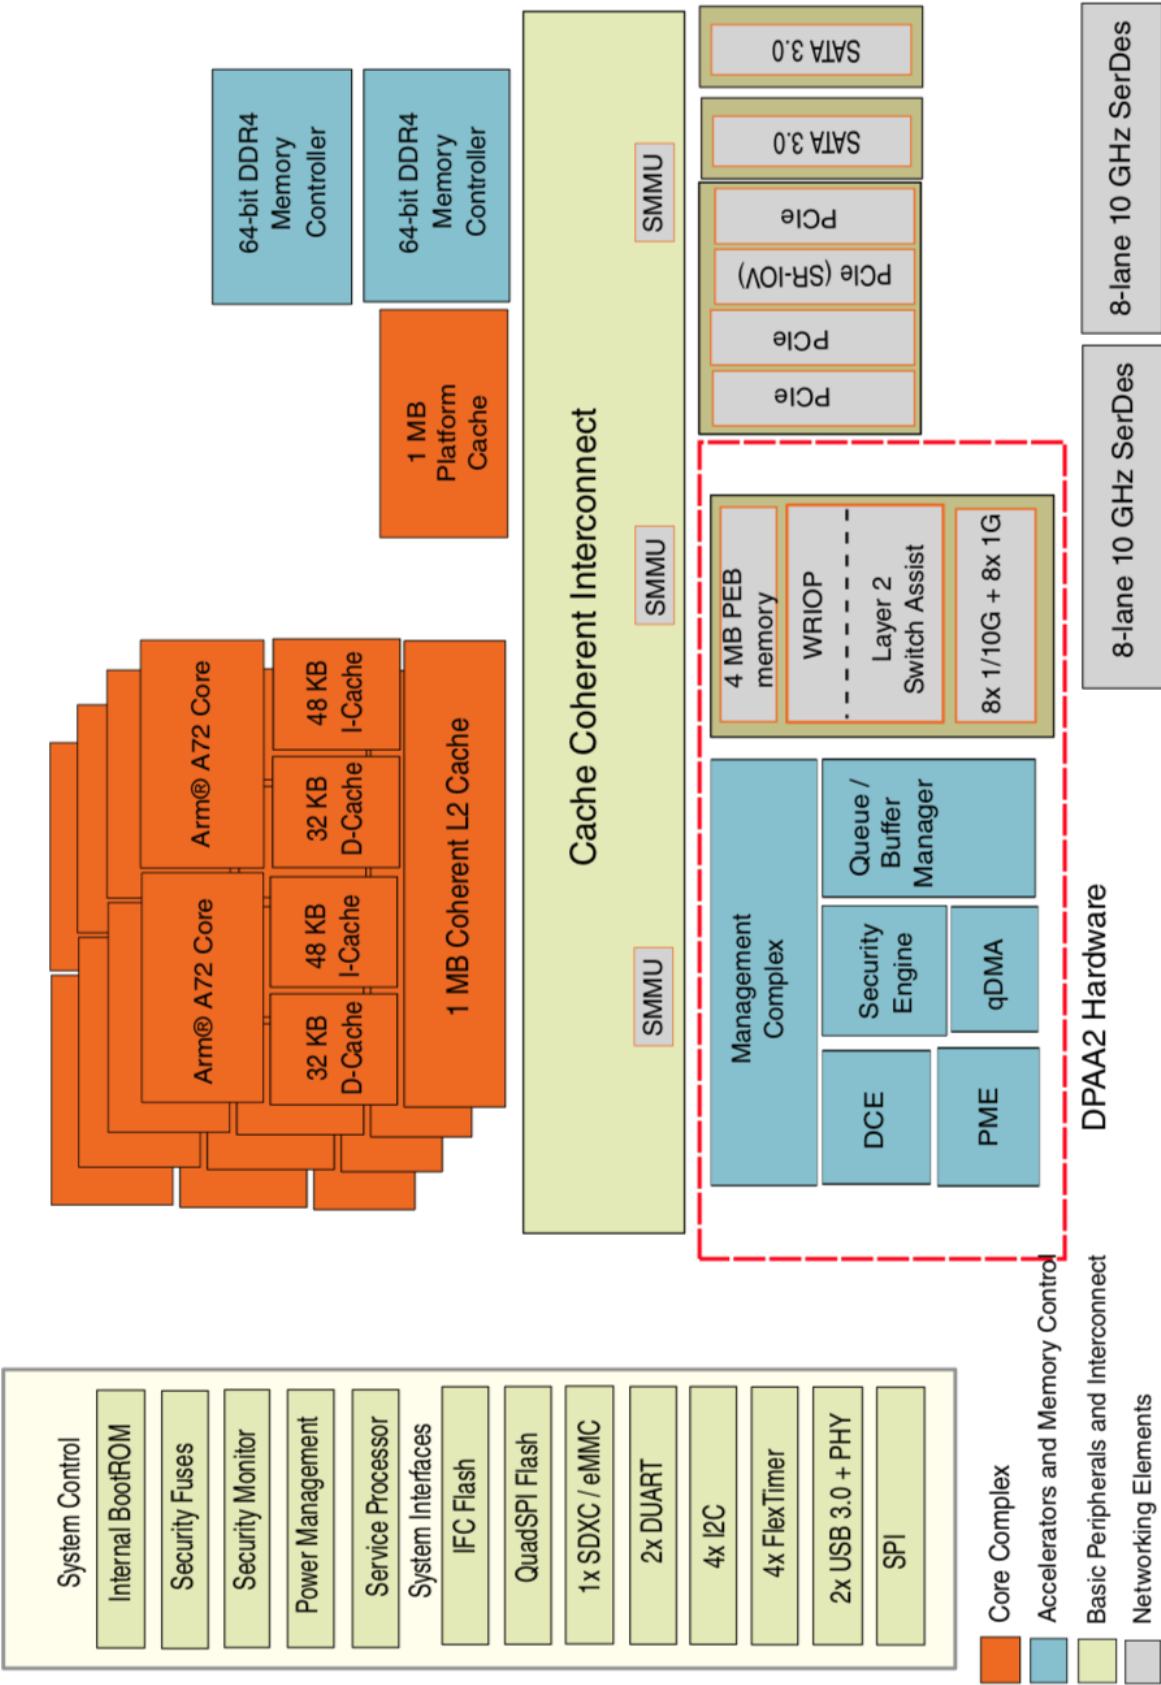 System Control
Internal BootROM
Security Fuses
Security Monitor
Power Management
Service Processor
System Interfaces
IFC Flash
QuadSPI Flash
1x SDXC / eMMC
2x DUART
4x I2C
4x FlexTimer
2x USB 3.0 + PHY
SPI
Arm® A72 Core
Arm® A72 Core
32 KB
D-Cache
48 KB
I-Cache
32 KB
D-Cache
48 KB
I-Cache
1 MB Coherent L2 Cache
64-bit DDR4
Memory
Controller
64-bit DDR4
Memory
Controller
1 MB
Platform
Cache
Cache Coherent Interconnect
SMMU
SMMU
SMMU
Management
Complex
DCE
PME
Security
Engine
qDMA
Queue /
Buffer
Manager
4 MB PEB
memory
WRIOP
Layer 2
Switch Assist
8x 1/10G + 8x 1G
PCIe
PCIe
PCIe (SR-IOV)
PCIe
SATA 3.0
SATA 3.0
DPAA2 Hardware
8-lane 10 GHz SerDes
8-lane 10 GHz SerDes
Core Complex
Accelerators and Memory Control
Basic Peripherals and Interconnect
Networking Elements